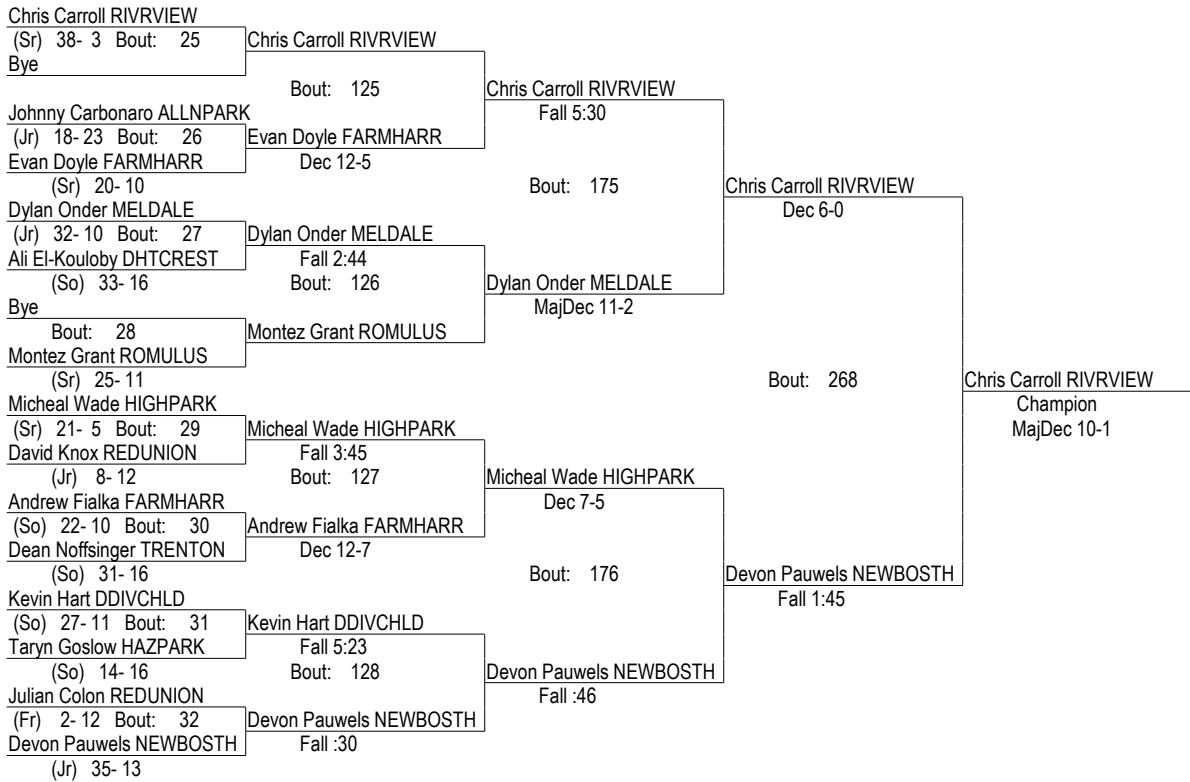 Chris Carroll RIVRVIEW
(Sr) 38- 3 Bout: 25
Chris Carroll RIVRVIEW
Bye
Bout: 125
Chris Carroll RIVRVIEW
Johnny Carbonaro ALLNPARK
Fall 5:30
(Jr) 18- 23 Bout: 26
Evan Doyle FARMHARR
Evan Doyle FARMHARR
Dec 12-5
(Sr) 20- 10
Bout: 175
Chris Carroll RIVRVIEW
Dylan Onder MELDALE
Dec 6-0
(Jr) 32- 10 Bout: 27
Dylan Onder MELDALE
Ali El-Kouloby DHTCREST
Fall 2:44
(So) 33- 16
Bout: 126
Dylan Onder MELDALE
Bye
MajDec 11-2
Bout: 28
Montez Grant ROMULUS
Montez Grant ROMULUS
(Sr) 25- 11
Bout: 268
Chris Carroll RIVRVIEW
Micheal Wade HIGHPARK
Champion
(Sr) 21- 5 Bout: 29
Micheal Wade HIGHPARK
MajDec 10-1
David Knox REDUNION
Fall 3:45
(Jr) 8- 12
Bout: 127
Micheal Wade HIGHPARK
Andrew Fialka FARMHARR
Dec 7-5
(So) 22- 10 Bout: 30
Andrew Fialka FARMHARR
Dean Noffsinger TRENTON
Dec 12-7
(So) 31- 16
Bout: 176
Devon Pauwels NEWBOSTH
Kevin Hart DDIVCHLD
Fall 1:45
(So) 27- 11 Bout: 31
Kevin Hart DDIVCHLD
Taryn Goslow HAZPARK
Fall 5:23
(So) 14- 16
Bout: 128
Devon Pauwels NEWBOSTH
Julian Colon REDUNION
Fall :46
(Fr) 2- 12 Bout: 32
Devon Pauwels NEWBOSTH
Devon Pauwels NEWBOSTH
Fall :30
(Jr) 35- 13